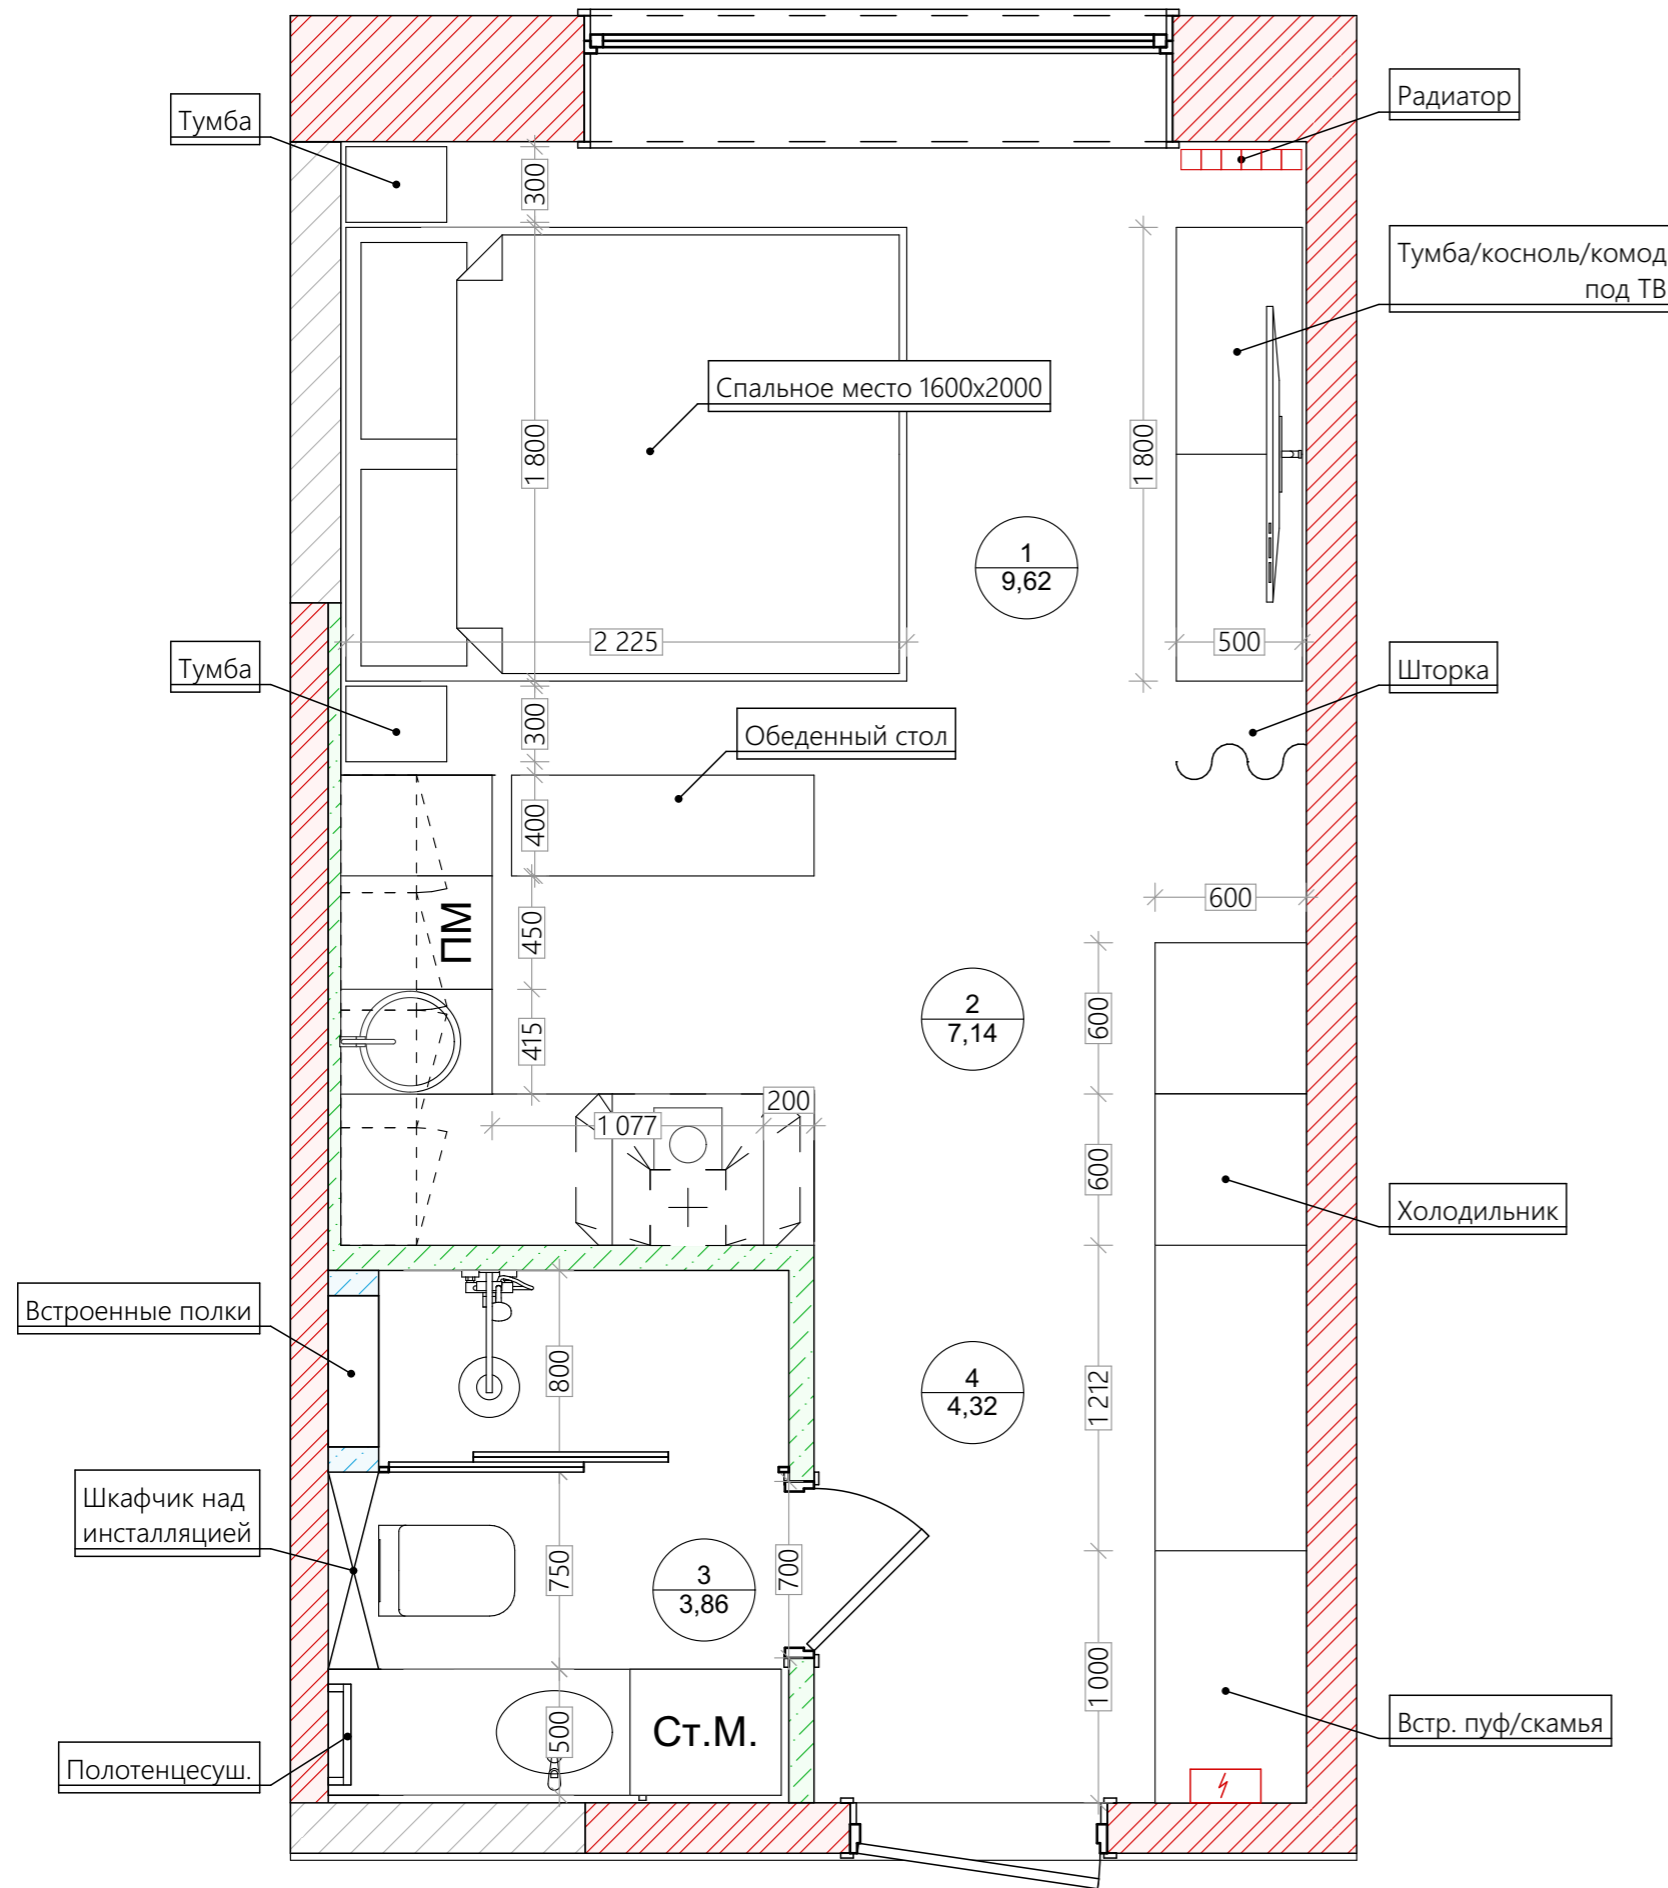 Тумба
Радиатор
300
Тумба/косноль/комод
под ТВ
Спальное место 1600х2000
1 800
1 800
1
9,62
2 225
500
Тумба
Шторка
300
Обеденный стол
400
600
ПМ
450
2
7,14
600
415
200
1 077
600
Холодильник
Встроенные полки
800
4
4,32
1 212
Шкафчик над
инсталляцией
750
3
3,86
700
1 000
500
Ст.М.
Встр. пуф/скамья
Полотенцесуш.